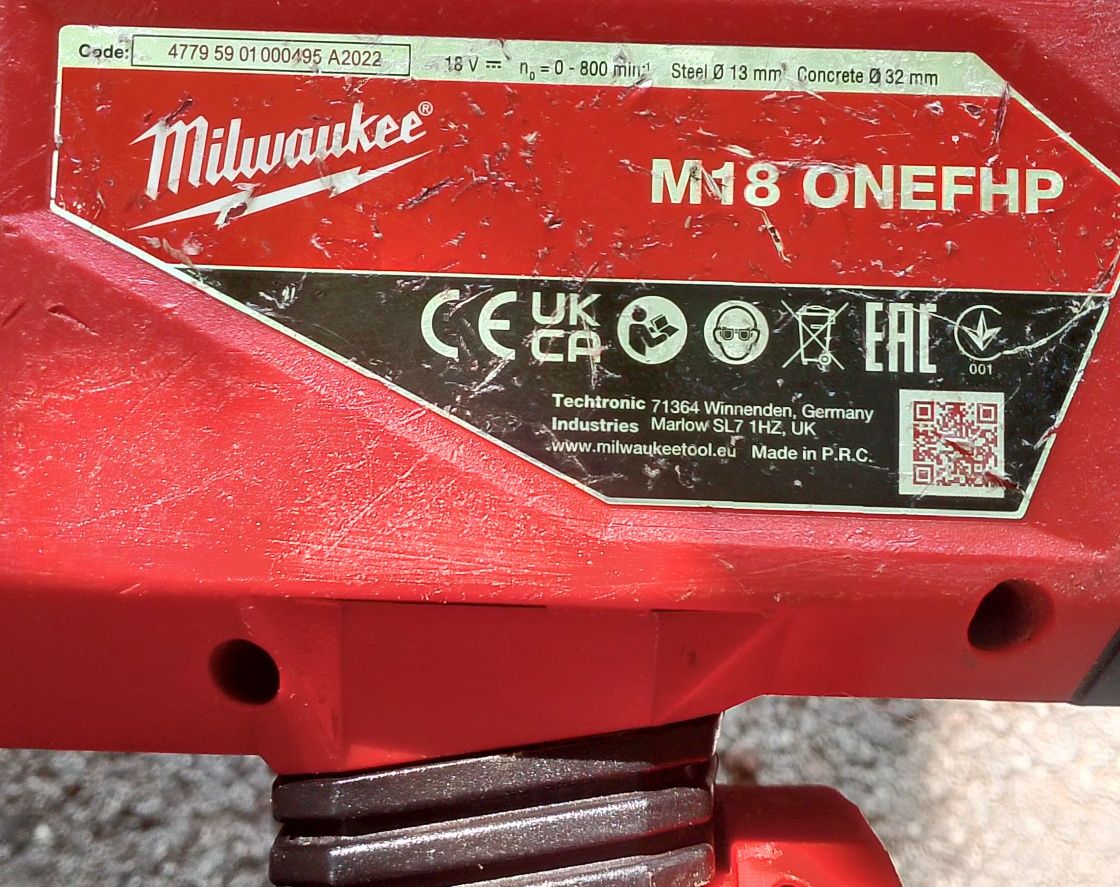 Code: 4779 59 01 000495 A2022 18 V ⎓ n₀ = 0 - 800 min⁻¹ Steel Ø 13 mm Concrete Ø 32 mm
Milwaukee®
M18 ONEFHP
CE UK CA EAC
001
Techtronic 71364 Winnenden, Germany
Industries Marlow SL7 1HZ, UK
www.milwaukeetool.eu Made in P.R.C.